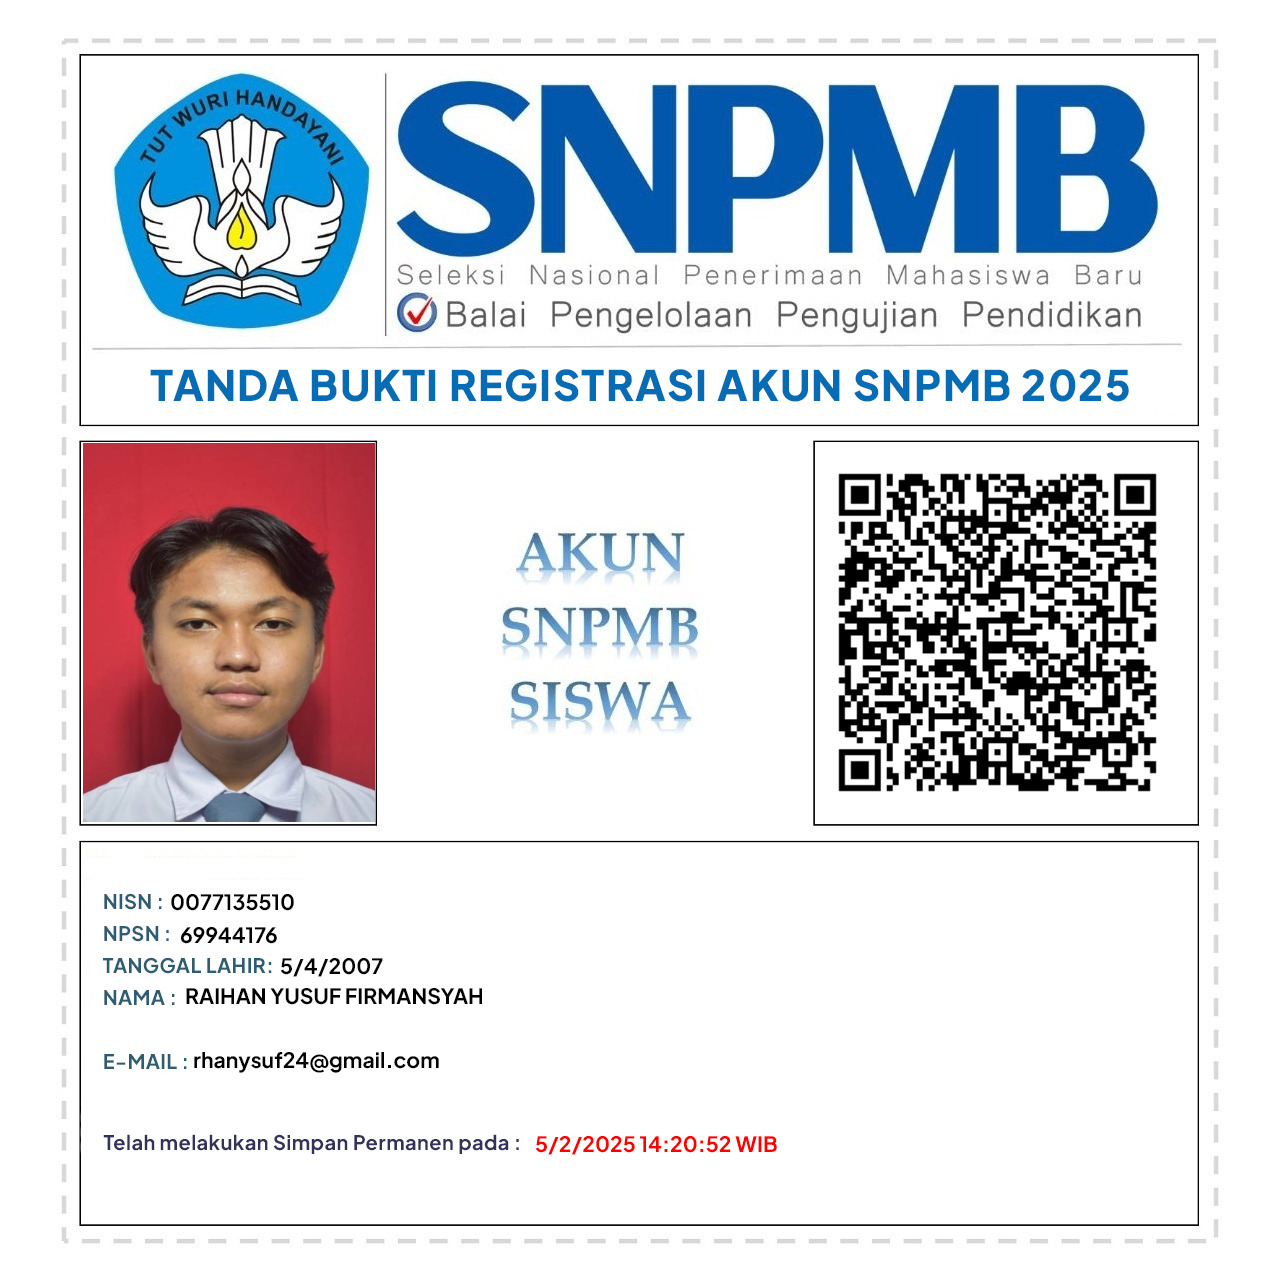 TUT WURI HANDAYANI
SNPMB
Seleksi Nasional Penerimaan Mahasiswa Baru
Balai Pengelolaan Pengujian Pendidikan
TANDA BUKTI REGISTRASI AKUN SNPMB 2025
AKUN
SNPMB
SISWA
NISN : 0077135510
NPSN : 69944176
TANGGAL LAHIR: 5/4/2007
NAMA : RAIHAN YUSUF FIRMANSYAH
E-MAIL : rhanysuf24@gmail.com
Telah melakukan Simpan Permanen pada : 5/2/2025 14:20:52 WIB